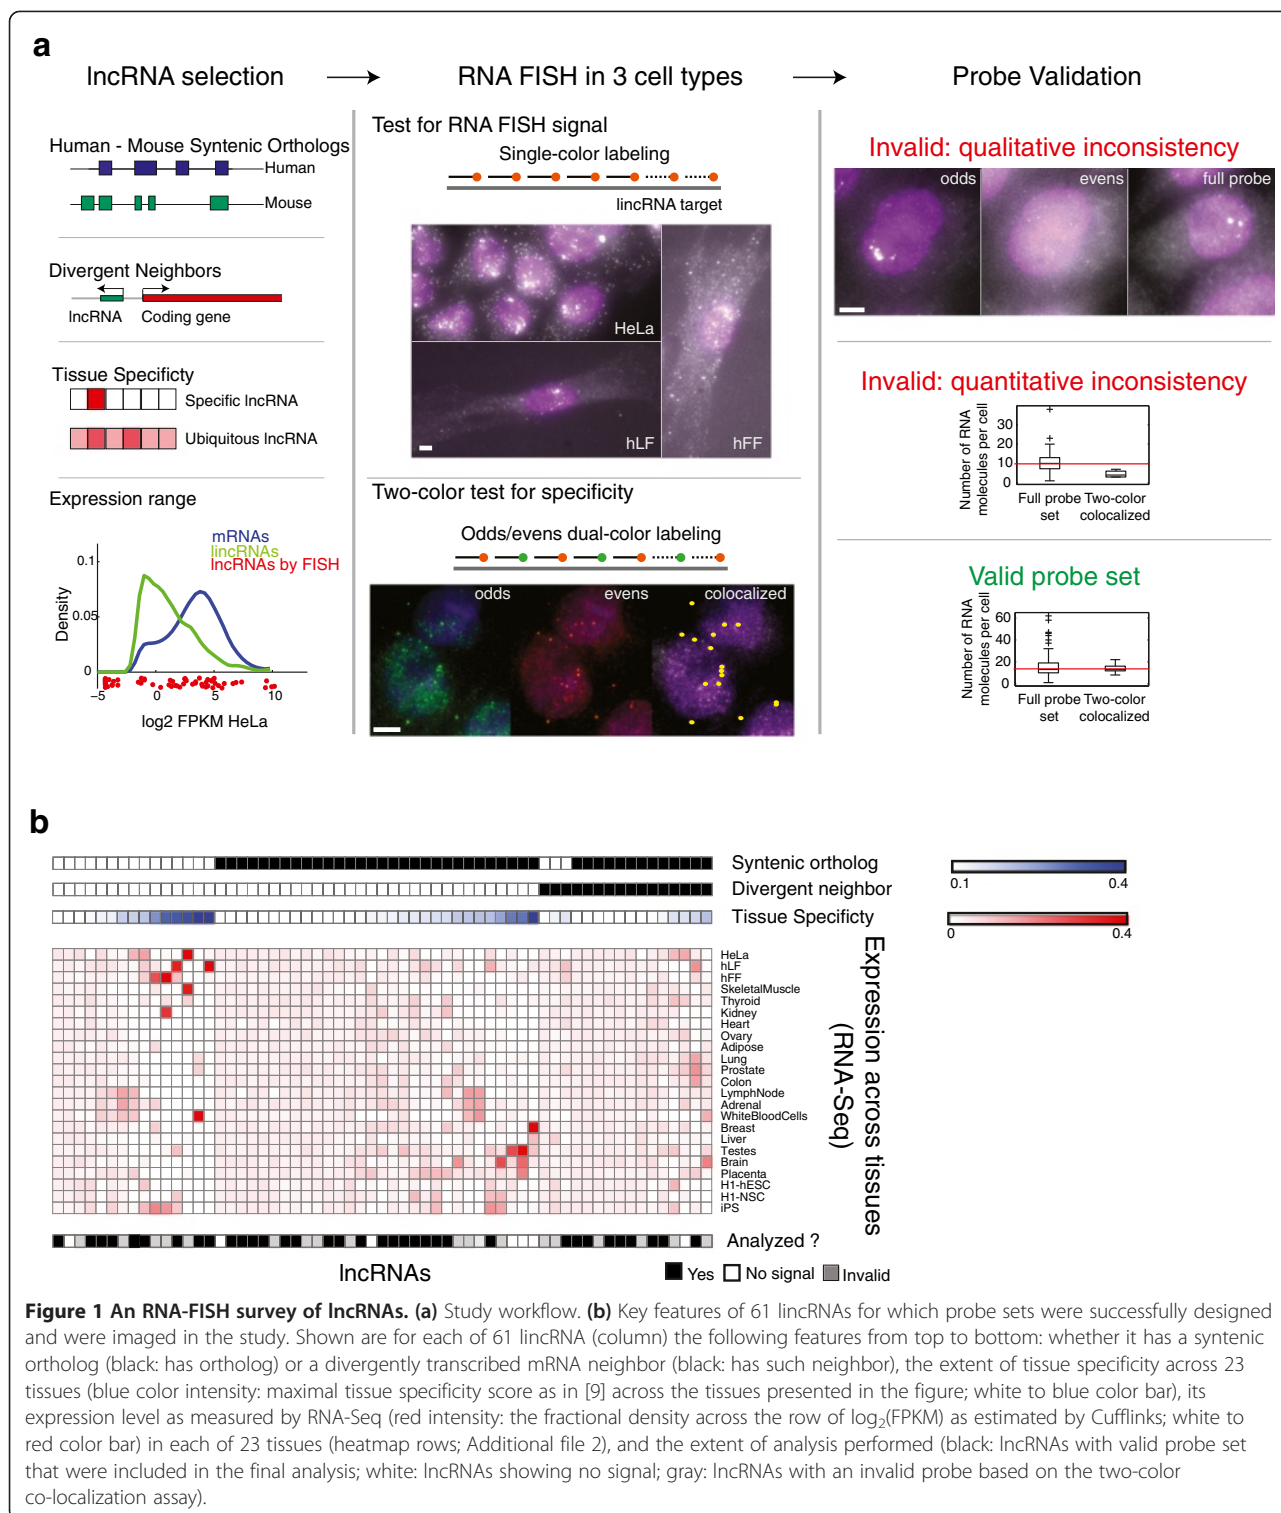 a
lncRNA selection
RNA FISH in 3 cell types
Probe Validation
Human - Mouse Syntenic Orthologs
Human
Mouse
Divergent Neighbors
lncRNA
Coding gene
Tissue Specificty
Specific lncRNA
Ubiquitous lncRNA
Expression range
mRNAs
lincRNAs
lncRNAs by FISH
0.1
0.05
0
Density
-5
0
5
10
log2 FPKM HeLa
Test for RNA FISH signal
Single-color labeling
lincRNA target
HeLa
hLF
hFF
Two-color test for specificity
Odds/evens dual-color labeling
odds
evens
colocalized
Invalid: qualitative inconsistency
odds
evens
full probe
Invalid: quantitative inconsistency
Number of RNA
molecules per cell
30
20
10
0
Full probe
set
Two-color
colocalized
Valid probe set
Number of RNA
molecules per cell
60
40
20
0
Full probe
set
Two-color
colocalized
b
Syntenic ortholog
Divergent neighbor
Tissue Specificty
0.1
0.4
0
0.4
HeLa
hLF
hFF
SkeletalMuscle
Thyroid
Kidney
Heart
Ovary
Adipose
Lung
Prostate
Colon
LymphNode
Adrenal
WhiteBloodCells
Breast
Liver
Testes
Brain
Placenta
H1-hESC
H1-NSC
iPS
Expression across tissues
(RNA-Seq)
Analyzed ?
lncRNAs
Yes
No signal
Invalid
Figure 1 An RNA-FISH survey of lncRNAs. (a) Study workflow. (b) Key features of 61 lincRNAs for which probe sets were successfully designed
and were imaged in the study. Shown are for each of 61 lincRNA (column) the following features from top to bottom: whether it has a syntenic
ortholog (black: has ortholog) or a divergently transcribed mRNA neighbor (black: has such neighbor), the extent of tissue specificity across 23
tissues (blue color intensity: maximal tissue specificity score as in [9] across the tissues presented in the figure; white to blue color bar), its
expression level as measured by RNA-Seq (red intensity: the fractional density across the row of log2(FPKM) as estimated by Cufflinks; white to
red color bar) in each of 23 tissues (heatmap rows; Additional file 2), and the extent of analysis performed (black: lncRNAs with valid probe set
that were included in the final analysis; white: lncRNAs showing no signal; gray: lncRNAs with an invalid probe based on the two-color
co-localization assay).